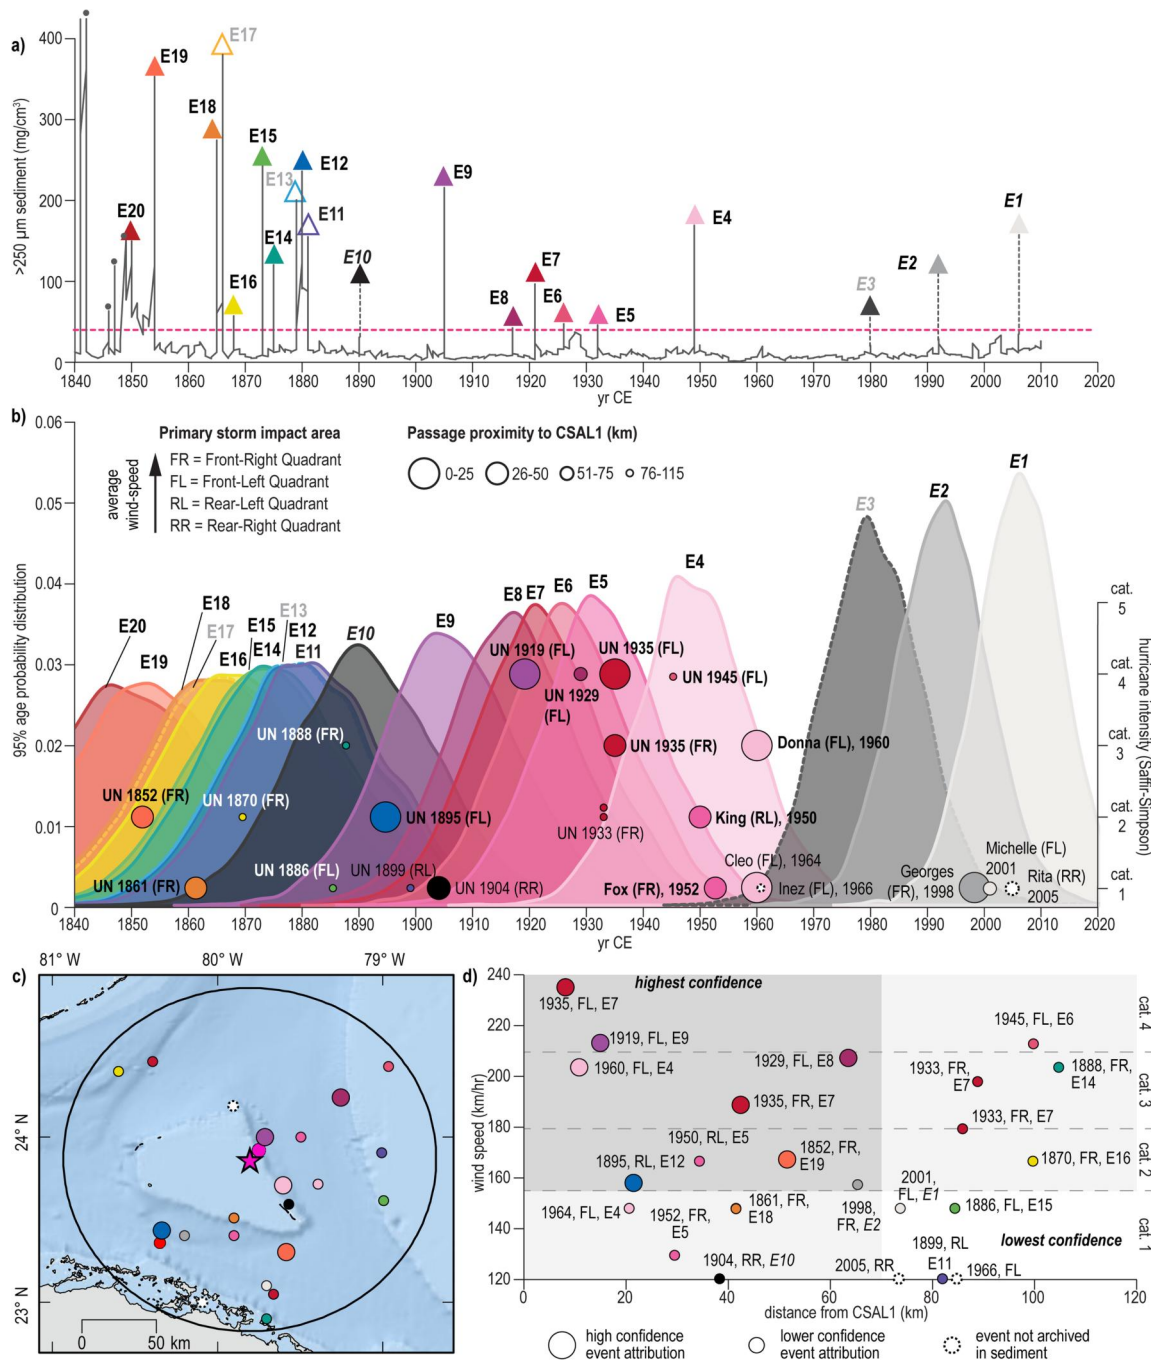 a)
>250 µm sediment (mg/cm³)
400
300
200
100
0
E17
E19
E18
E15
E12
E13
E11
E20
E14
E10
E16
E9
E8
E7
E6
E5
E4
E3
E2
E1
1840 1850 1860 1870 1880 1890 1900 1910 1920 1930 1940 1950 1960 1970 1980 1990 2000 2010 2020
yr CE
b)
95% age probability distribution
0.06
0.05
0.04
0.03
0.02
0.01
0
Primary storm impact area
average
wind-speed
FR = Front-Right Quadrant
FL = Front-Left Quadrant
RL = Rear-Left Quadrant
RR = Rear-Right Quadrant
Passage proximity to CSAL1 (km)
0-25
26-50
51-75
76-115
E20
E19
E18
E17
E16
E15
E14
E13
E12
E11
E10
E9
E8
E7
E6
E5
E4
E3
E2
E1
UN 1919 (FL)
UN 1935 (FL)
UN 1929
(FL)
UN 1945 (FL)
UN 1888 (FR)
UN 1935 (FR)
Donna (FL), 1960
UN 1852 (FR)
UN 1870 (FR)
UN 1895 (FL)
UN 1933 (FR)
King (RL), 1950
UN 1861 (FR)
UN 1886 (FL)
UN 1899 (RL)
UN 1904 (RR)
Fox (FR), 1952
Cleo (FL), 1964
Inez (FL), 1966
Georges
(FR), 1998
Michelle (FL)
2001
Rita (RR)
2005
cat.
5
cat.
4
cat.
3
cat.
2
cat.
1
hurricane intensity (Saffir-Simpson)
1840 1850 1860 1870 1880 1890 1900 1910 1920 1930 1940 1950 1960 1970 1980 1990 2000 2010 2020
yr CE
c)
81° W
80° W
79° W
24° N
23° N
0
50
km
d)
wind speed (km/hr)
240
220
200
180
160
140
120
highest confidence
1935, FL, E7
1919, FL, E9
1960, FL, E4
1929, FL, E8
1935, FR, E7
1950, RL, E5
1852, FR,
E19
1895, RL, E12
1964, FL, E4
1952, FR,
E5
1861, FR,
E18
1998,
FR, E2
1904, RR, E10
1945, FL, E6
1933, FR,
E7
1888, FR,
E14
1933, FR, E7
1870, FR, E16
2001,
FL, E1
1886, FL, E15
1899, RL
E11
lowest confidence
2005, RR
1966, FL
cat. 4
cat. 3
cat. 2
cat. 1
0 20 40 60 80 100 120
distance from CSAL1 (km)
high confidence
event attribution
lower confidence
event attribution
event not archived
in sediment